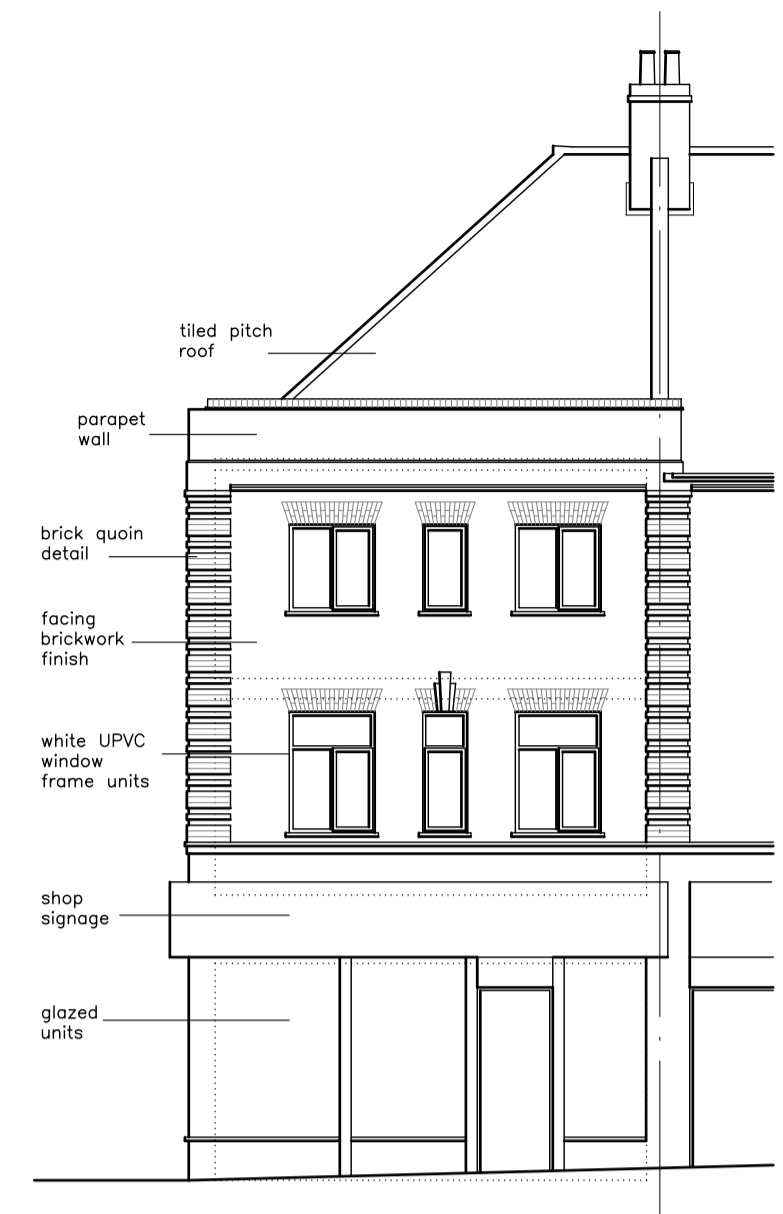 tiled pitch
roof
parapet
wall
brick quoin
detail
facing
brickwork
finish
white UPVC
window
frame units
shop
signage
glazed
units